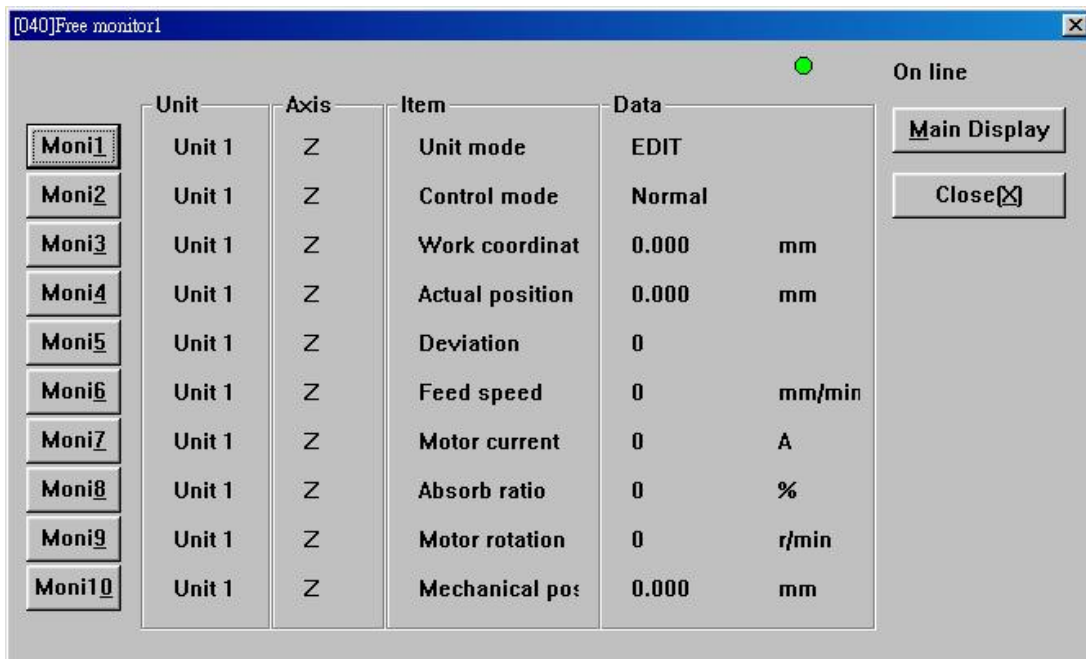 [040]Free monitor1
On line
Unit Axis Item Data
Moni1 Unit 1 Z Unit mode EDIT
Main Display
Moni2 Unit 1 Z Control mode Normal
Close(X)
Moni3 Unit 1 Z Work coordinat 0.000 mm
Moni4 Unit 1 Z Actual position 0.000 mm
Moni5 Unit 1 Z Deviation 0
Moni6 Unit 1 Z Feed speed 0 mm/min
Moni7 Unit 1 Z Motor current 0 A
Moni8 Unit 1 Z Absorb ratio 0 %
Moni9 Unit 1 Z Motor rotation 0 r/min
Moni10 Unit 1 Z Mechanical pos 0.000 mm